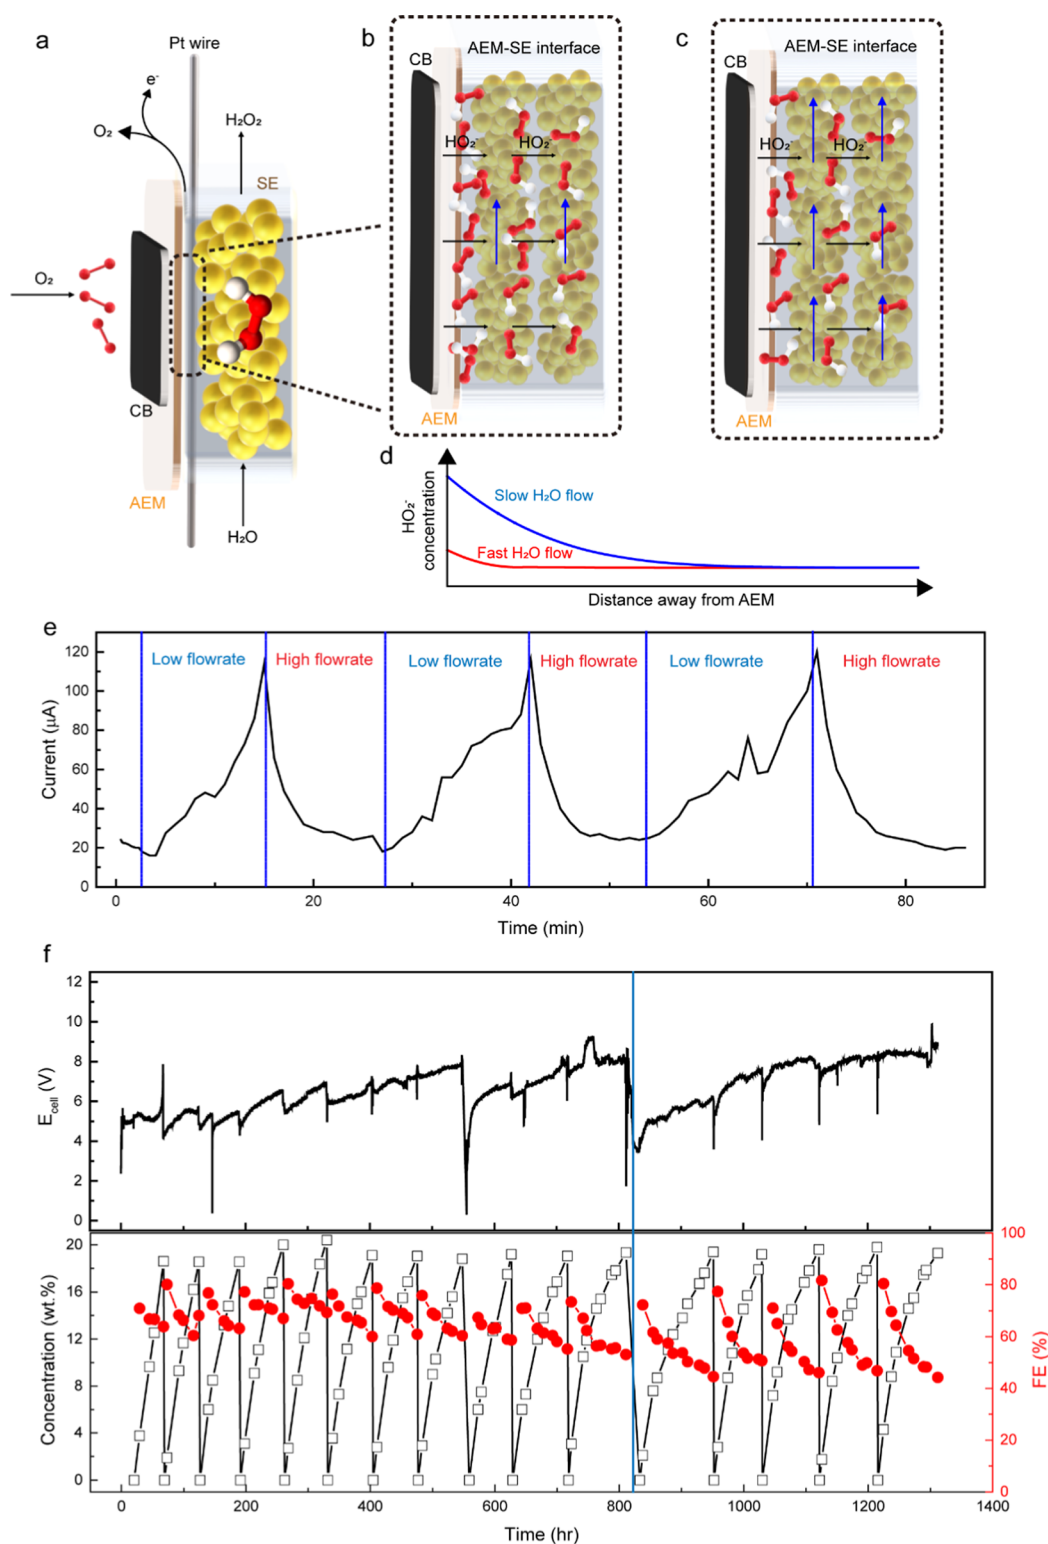 a
Pt wire
e⁻
O₂
H₂O₂
SE
O₂
CB
AEM
H₂O
b
AEM-SE interface
CB
HO₂⁻
HO₂⁻
AEM
c
AEM-SE interface
CB
HO₂⁻
HO₂⁻
AEM
d
HO₂⁻
concentration
Slow H₂O flow
Fast H₂O flow
Distance away from AEM
e
Low flowrate
High flowrate
Low flowrate
High flowrate
Low flowrate
High flowrate
120
100
80
60
40
20
0
Current (μA)
0 20 40 60 80
Time (min)
f
12
10
8
6
4
2
0
E_cell (V)
20
16
12
8
4
0
Concentration (wt.%)
100
80
60
40
20
0
FE (%)
0 200 400 600 800 1000 1200 1400
Time (hr)